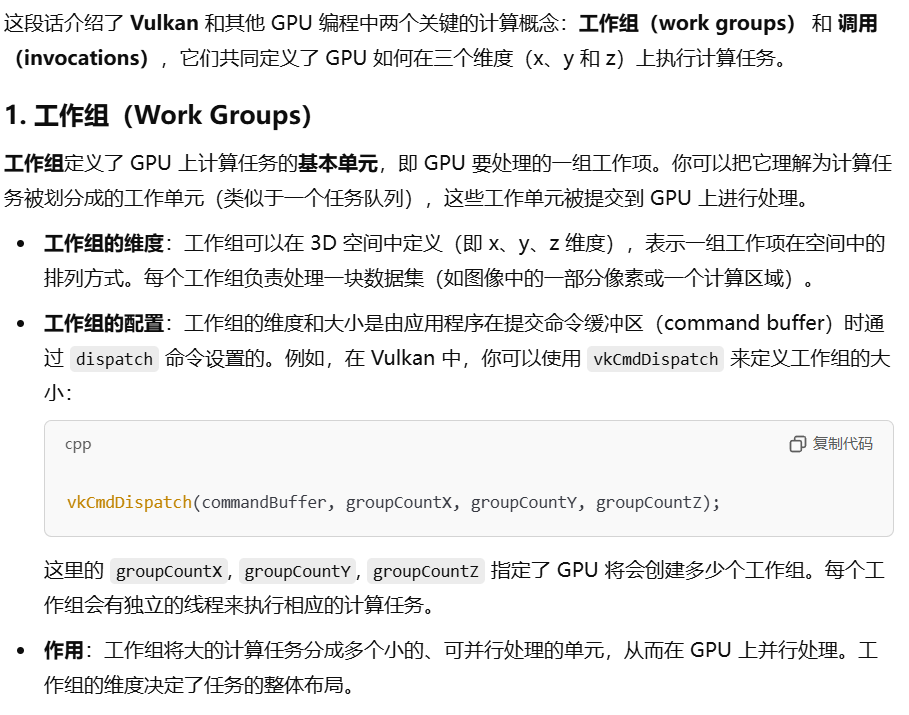 这段话介绍了 Vulkan 和其他 GPU 编程中两个关键的计算概念：工作组（work groups） 和 调用
（invocations），它们共同定义了 GPU 如何在三个维度（x、y 和 z）上执行计算任务。
1. 工作组（Work Groups）
工作组定义了 GPU 上计算任务的基本单元，即 GPU 要处理的一组工作项。你可以把它理解为计算任
务被划分成的工作单元（类似于一个任务队列），这些工作单元被提交到 GPU 上进行处理。
• 工作组的维度：工作组可以在 3D 空间中定义（即 x、y、z 维度），表示一组工作项在空间中的
排列方式。每个工作组负责处理一块数据集（如图像中的一部分像素或一个计算区域）。
• 工作组的配置：工作组的维度和大小是由应用程序在提交命令缓冲区（command buffer）时通
过 dispatch 命令设置的。例如，在 Vulkan 中，你可以使用 vkCmdDispatch 来定义工作组的大
小：
cpp 复制代码
vkCmdDispatch(commandBuffer, groupCountX, groupCountY, groupCountZ);
这里的 groupCountX, groupCountY, groupCountZ 指定了 GPU 将会创建多少个工作组。每个工
作组会有独立的线程来执行相应的计算任务。
• 作用：工作组将大的计算任务分成多个小的、可并行处理的单元，从而在 GPU 上并行处理。工
作组的维度决定了任务的整体布局。